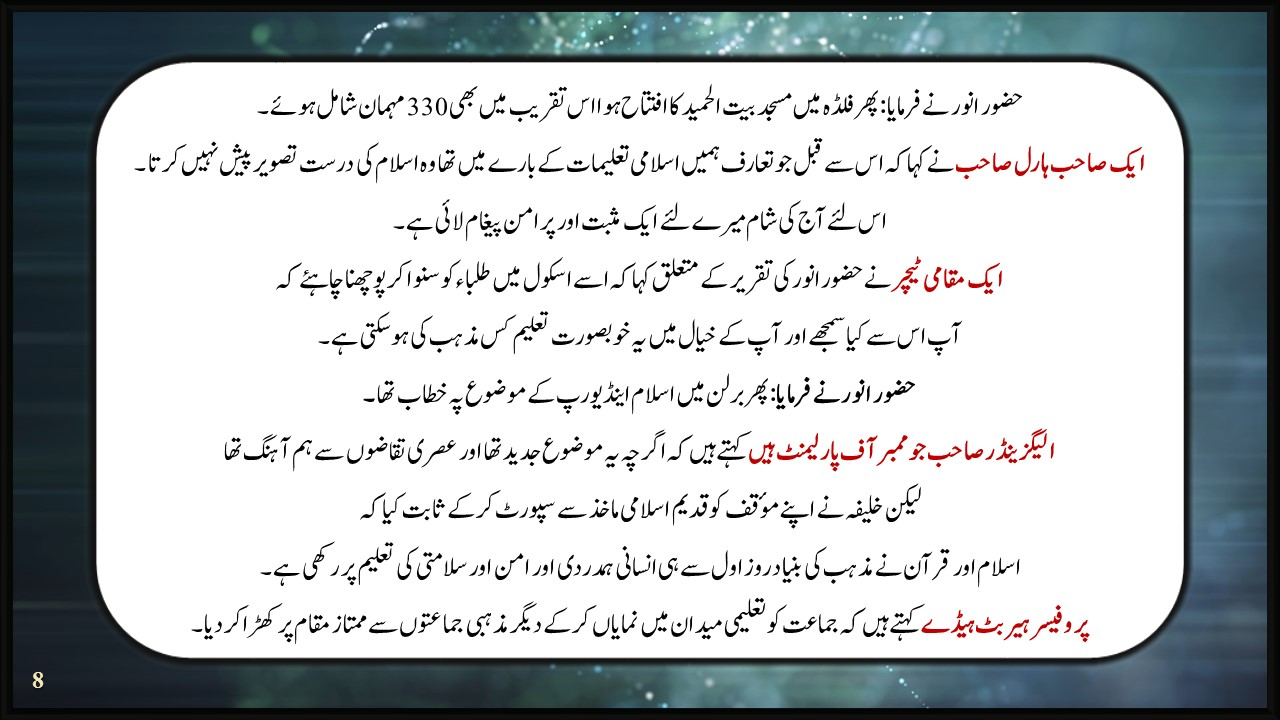 حضور انور نے فرمایا: پھر فلڈہ میں مسجد بیت الحمید کا افتتاح ہوا اس تقریب میں بھی 330 مہمان شامل ہوئے۔
ایک صاحب ہارل صاحب نے کہا کہ اس سے قبل جو تعارف ہمیں اسلامی تعلیمات کے بارے میں تھا وہ اسلام کی درست تصویر پیش نہیں کرتا۔
اس لئے آج کی شام میرے لئے ایک مثبت اور پر امن پیغام لائی ہے۔
ایک مقامی ٹیچر نے حضور انور کی تقریر کے متعلق کہا کہ اسے اسکول میں طلباء کو سنوا کر پوچھنا چاہئے کہ
آپ اس سے کیا سمجھے اور آپ کے خیال میں یہ خوبصورت تعلیم کس مذہب کی ہو سکتی ہے۔
حضور انور نے فرمایا: پھر برلن میں اسلام اینڈ یورپ کے موضوع پہ خطاب تھا۔
الیگزینڈر صاحب جو ممبر آف پارلیمنٹ ہیں کہتے ہیں کہ اگرچہ یہ موضوع جدید تھا اور عصری تقاضوں سے ہم آہنگ تھا
لیکن خلیفہ نے اپنے مؤقف کو قدیم اسلامی ماخذ سے سپورٹ کر کے ثابت کیا کہ
اسلام اور قرآن نے مذہب کی بنیاد روز اول سے ہی انسانی ہمدردی اور امن اور سلامتی کی تعلیم پر رکھی ہے۔
پروفیسر ہیربٹ ہیڈے کہتے ہیں کہ جماعت کو تعلیمی میدان میں نمایاں کر کے دیگر مذہبی جماعتوں سے ممتاز مقام پر کھڑا کر دیا۔
8